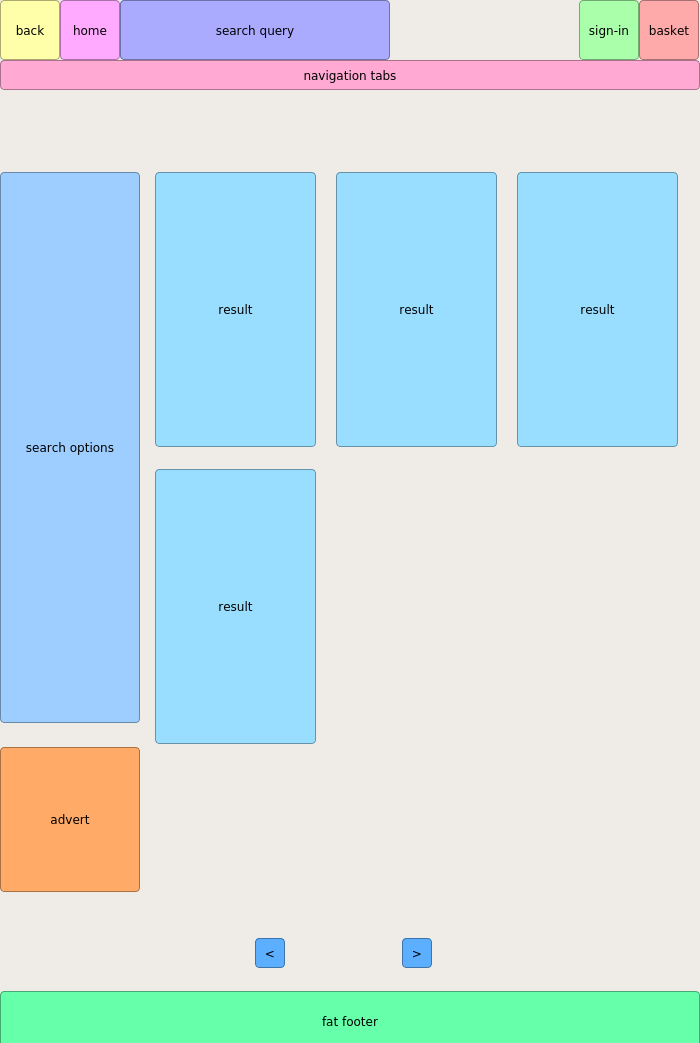 back
home
search query
sign-in
basket
navigation tabs
result
result
result
search options
result
advert
<
>
fat footer